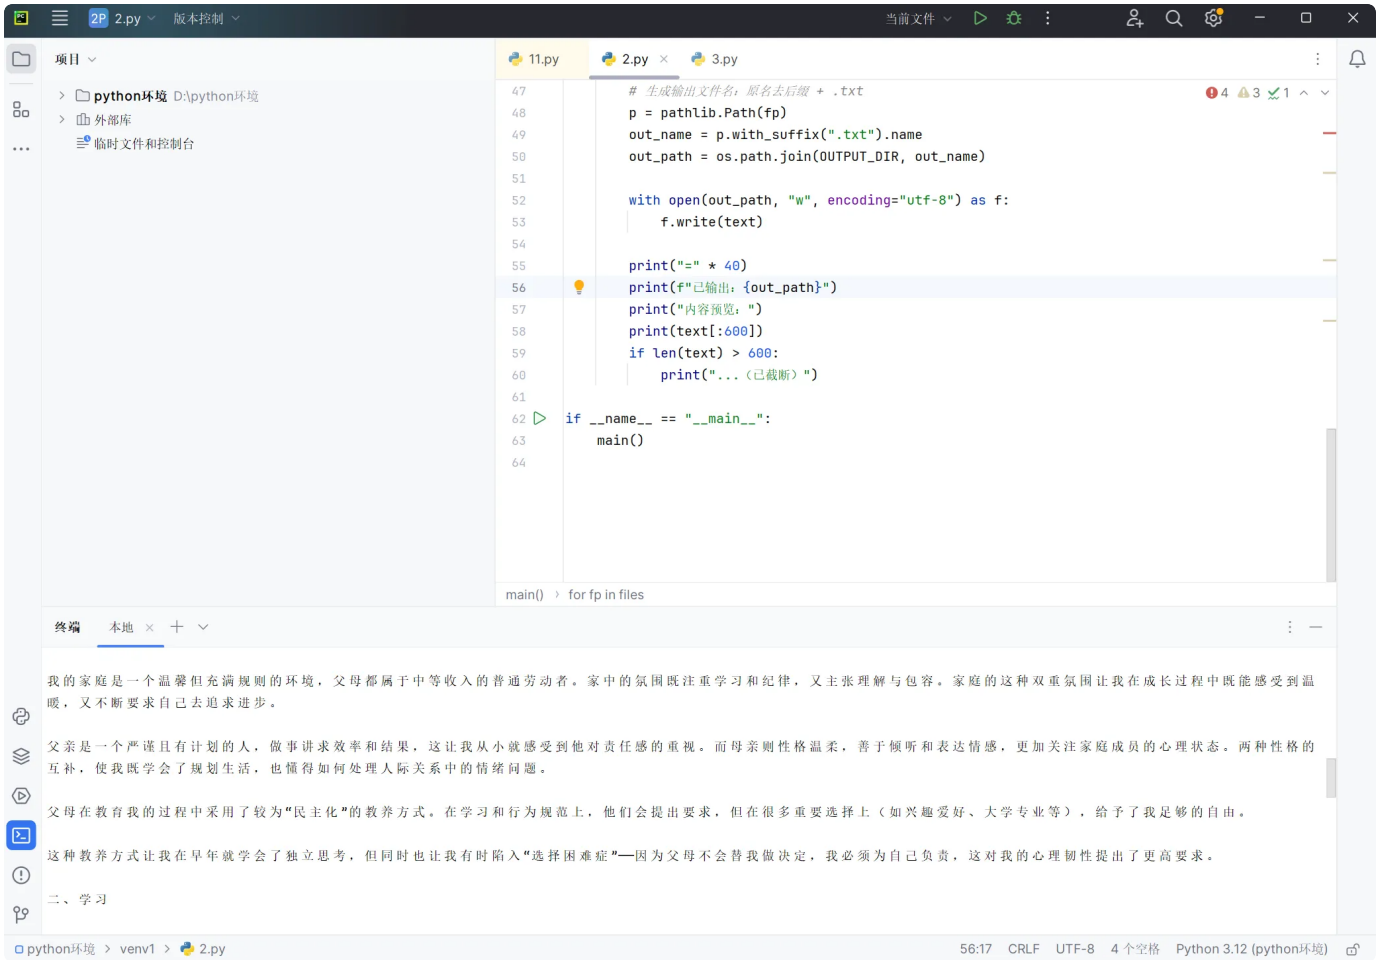 PC
2P 2.py 版本控制 当前文件
项目
python环境 D:\python环境
外部库
临时文件和控制台
11.py 2.py 3.py
4 3 1
47 # 生成输出文件名：原名去后缀 + .txt
48 p = pathlib.Path(fp)
49 out_name = p.with_suffix(".txt").name
50 out_path = os.path.join(OUTPUT_DIR, out_name)
51
52 with open(out_path, "w", encoding="utf-8") as f:
53 f.write(text)
54
55 print("=" * 40)
56 print(f"已输出：{out_path}")
57 print("内容预览：")
58 print(text[:600])
59 if len(text) > 600:
60 print("...（已截断）")
61
62 if __name__ == "__main__":
63 main()
64
main() › for fp in files
终端 本地
我的家庭是一个温馨但充满规则的环境，父母都属于中等收入的普通劳动者。家中的氛围既注重学习和纪律，又主张理解与包容。家庭的这种双重氛围让我在成长过程中既能感受到温
暖，又不断要求自己去追求进步。
父亲是一个严谨且有计划的人，做事讲求效率和结果，这让我从小就感受到他对责任感的重视。而母亲则性格温柔，善于倾听和表达情感，更加关注家庭成员的心理状态。两种性格的
互补，使我既学会了规划生活，也懂得如何处理人际关系中的情绪问题。
父母在教育我的过程中采用了较为“民主化”的教养方式。在学习和行为规范上，他们会提出要求，但在很多重要选择上（如兴趣爱好、大学专业等），给予了我足够的自由。
这种教养方式让我在早年就学会了独立思考，但同时也让我有时陷入“选择困难症”——因为父母不会替我做决定，我必须为自己负责，这对我的心理韧性提出了更高要求。
二、学习
python环境 › venv1 › 2.py 56:17 CRLF UTF-8 4 个空格 Python 3.12 (python环境)